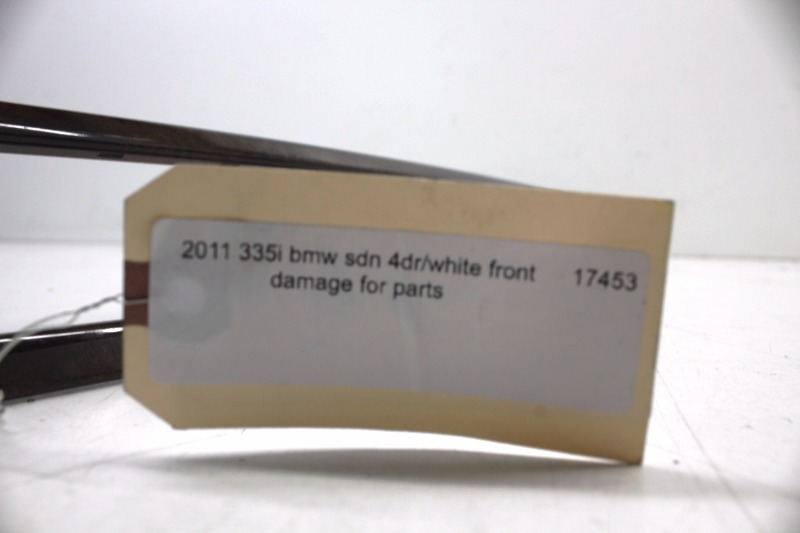 2011 335i bmw sdn 4dr/white front 17453
damage for parts